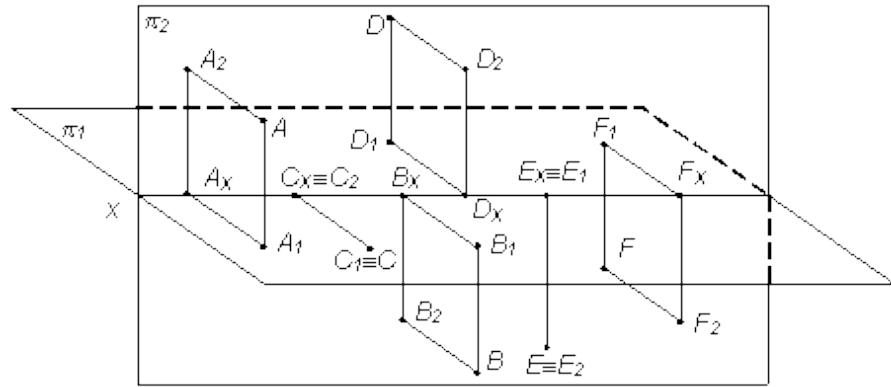 π2
A2
D
D2
π1
A
D1
F1
AX
CX≡C2
BX
EX≡E1
FX
X
DX
A1
C1≡C
B1
F
B2
F2
B
E≡E2